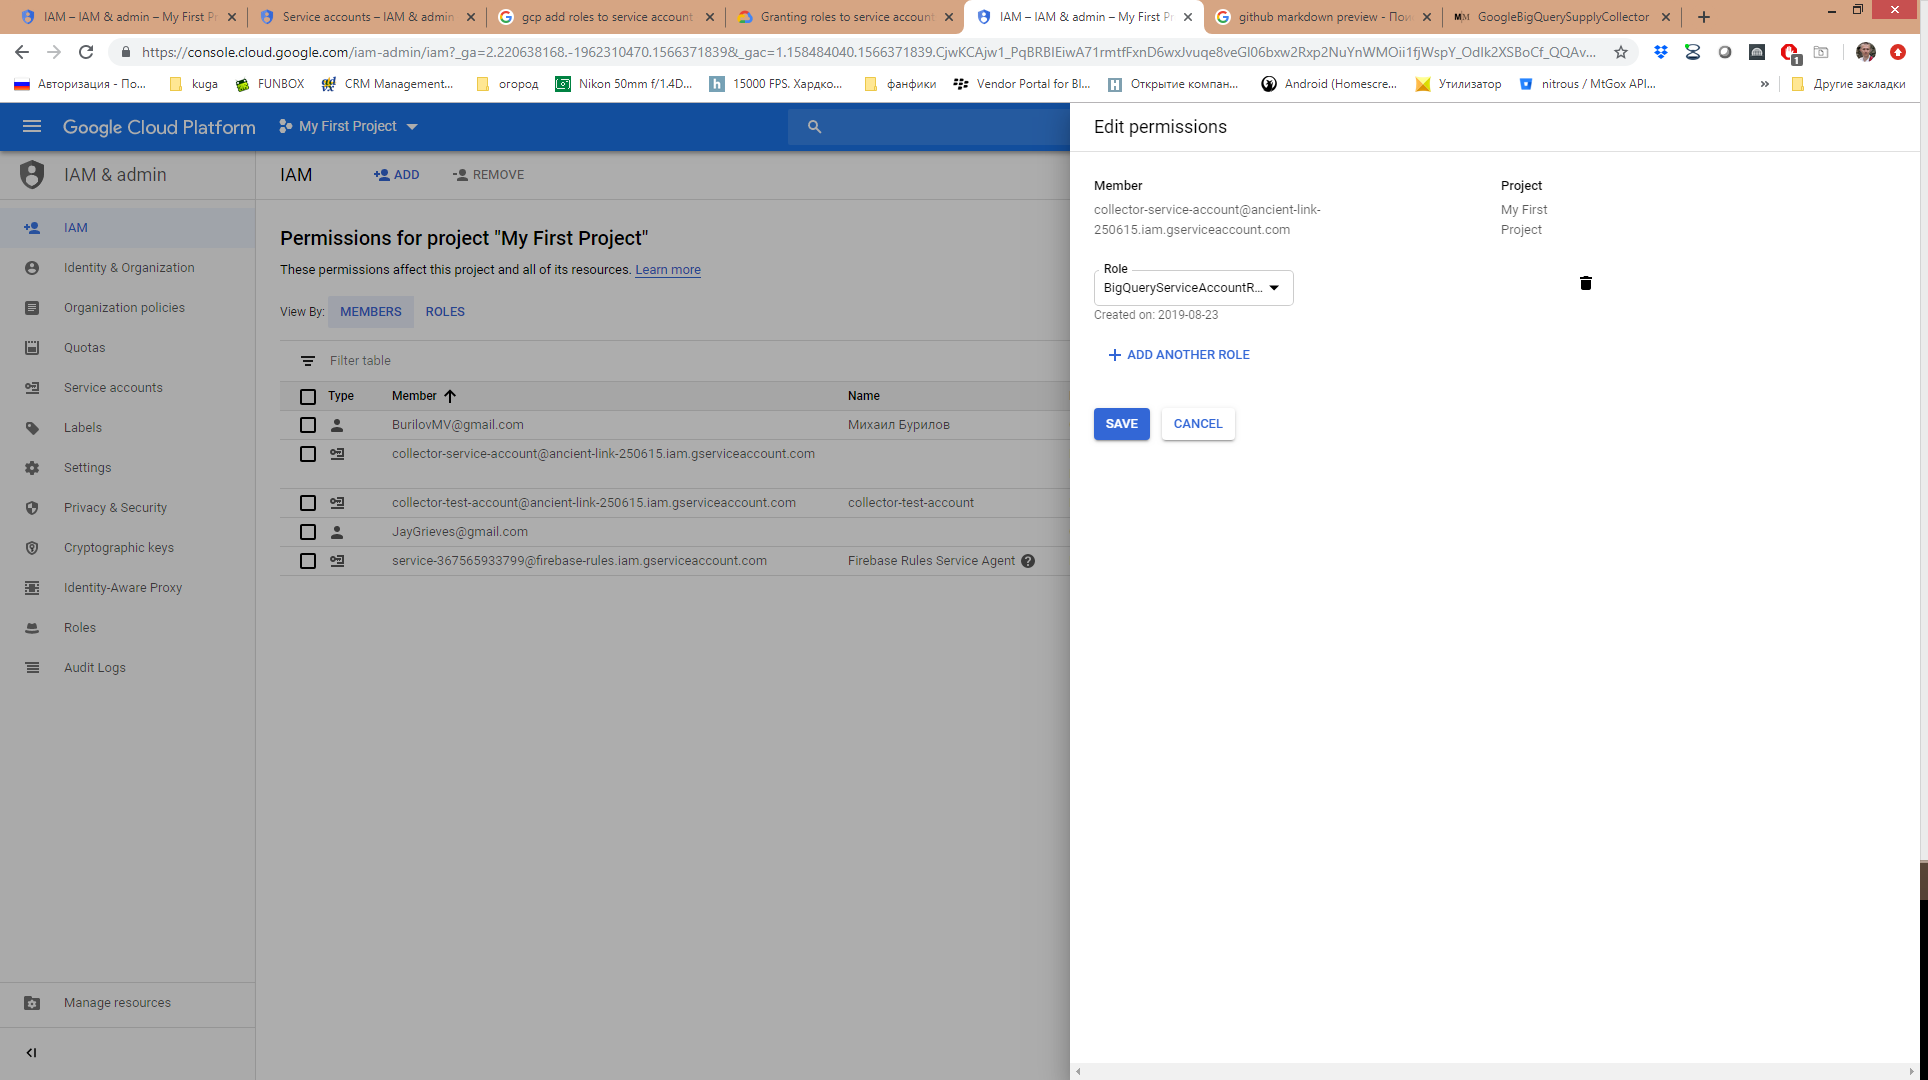 IAM – IAM & admin – My First Pr
Service accounts – IAM & admin
gcp add roles to service account
Granting roles to service account
IAM – IAM & admin – My First Pr
github markdown preview - Пои
GoogleBigQuerySupplyCollector
https://console.cloud.google.com/iam-admin/iam?_ga=2.220638168.-1962310470.1566371839&_gac=1.158484040.1566371839.CjwKCAjw1_PqBRBIEiwA71rmtfFxnD6wxJvuqe8veGl06bxw2Rxp2NuYnWMOii1fjWspY_Odlk2XSBoCf_QQAv...
1
Авторизация - По...
kuga
FUNBOX
CRM Management...
огород
Nikon 50mm f/1.4D...
15000 FPS. Хардко...
фанфики
Vendor Portal for Bl...
Открытие компан...
Android (Homescre...
Утилизатор
nitrous / MtGox API...
»
Другие закладки
Google Cloud Platform
My First Project
IAM & admin
IAM
Identity & Organization
Organization policies
Quotas
Service accounts
Labels
Settings
Privacy & Security
Cryptographic keys
Identity-Aware Proxy
Roles
Audit Logs
Manage resources
IAM
ADD
REMOVE
Permissions for project "My First Project"
These permissions affect this project and all of its resources. Learn more
View By: MEMBERS ROLES
Filter table
Type Member Name
BurilovMV@gmail.com Михаил Бурилов
collector-service-account@ancient-link-250615.iam.gserviceaccount.com
collector-test-account@ancient-link-250615.iam.gserviceaccount.com collector-test-account
JayGrieves@gmail.com
service-367565933799@firebase-rules.iam.gserviceaccount.com Firebase Rules Service Agent
Edit permissions
Member
collector-service-account@ancient-link-
250615.iam.gserviceaccount.com
Project
My First
Project
Role
BigQueryServiceAccountR...
Created on: 2019-08-23
ADD ANOTHER ROLE
SAVE
CANCEL